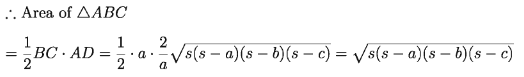 ∴ Area of △ABC
= 1/2 BC · AD = 1/2 · a · 2/a √(s(s − a)(s − b)(s − c)) = √(s(s − a)(s − b)(s − c))